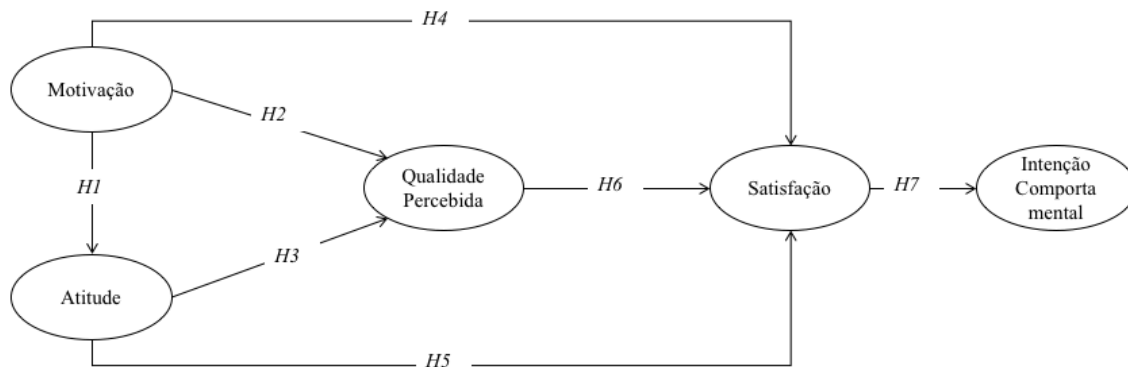 H4
Motivação
H2
H1
Qualidade
Percebida
H6
Satisfação
H7
Intenção
Comporta
mental
H3
Atitude
H5